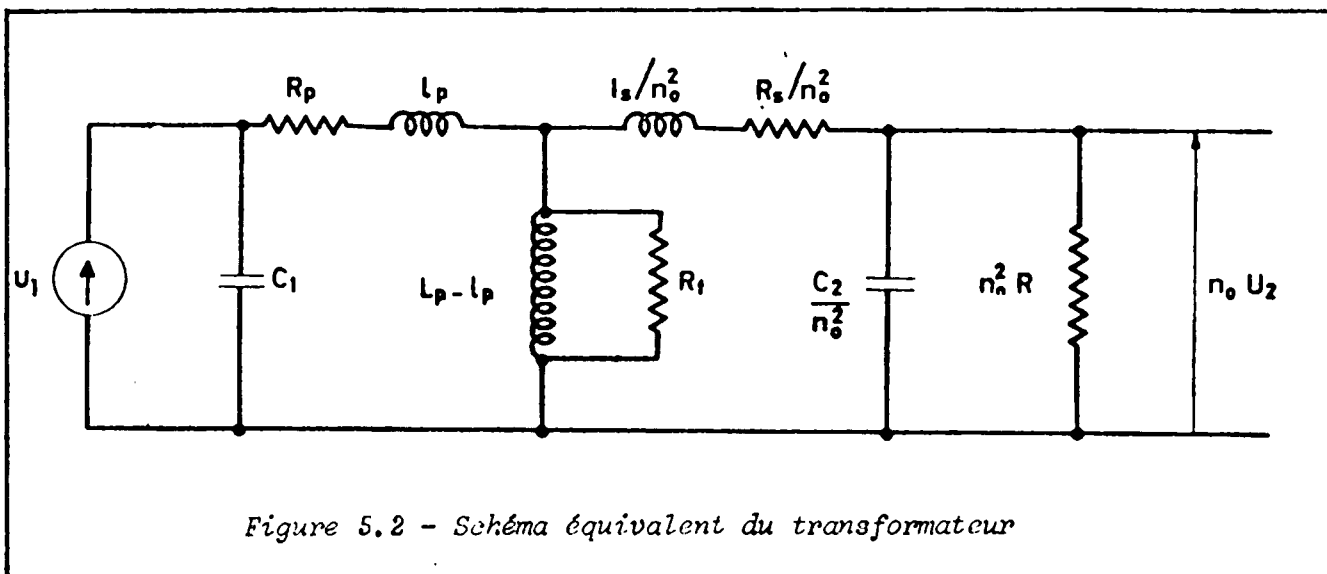 Rp
lp
ls/n₀²
Rs/n₀²
U₁
C₁
Lp-lp
Rf
C₂
n₀²
nₙ² R
n₀ U₂
Figure 5.2 - Schéma équivalent du transformateur